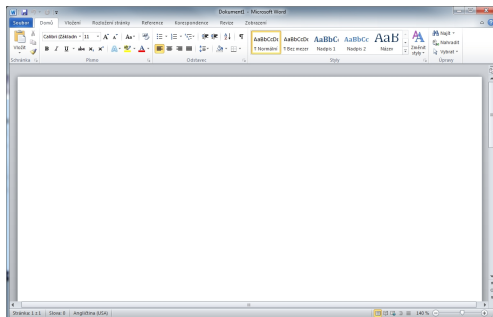 Dokument1 - Microsoft Word
Soubor Domů Vložení Rozložení stránky Reference Korespondence Revize Zobrazení
Vložit
Calibri (Základn 11
Schránka
Písmo
Odstavec
AaBbCcDc AaBbCcDc AaBbC AaBbCc AaB
¶ Normální ¶ Bez mezer Nadpis 1 Nadpis 2 Název
Změnit styly
Styly
Najít
Nahradit
Vybrat
Úpravy
Stránka: 1 z 1 Slova: 0 Angličtina (USA) 140 %